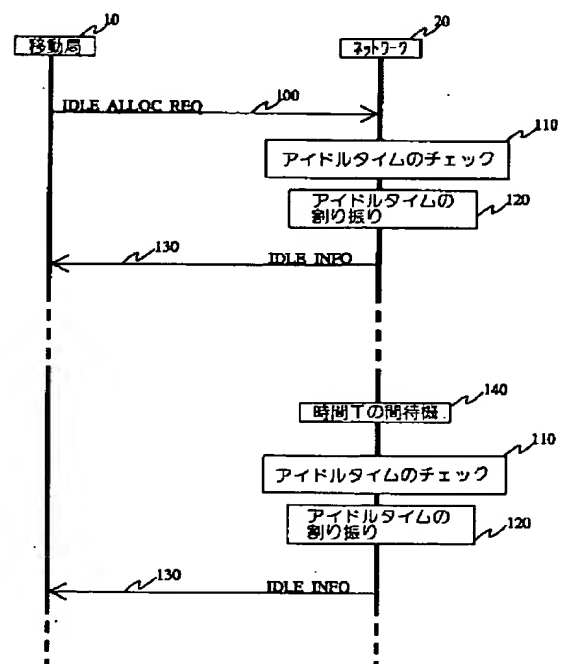 10
20
移動局
ネットワーク
IDLE ALLOC REQ
100
110
アイドルタイムのチェック
アイドルタイムの
割り振り
120
130
IDLE INFO
140
時間Tの間待機
110
アイドルタイムのチェック
アイドルタイムの
割り振り
120
130
IDLE INFO